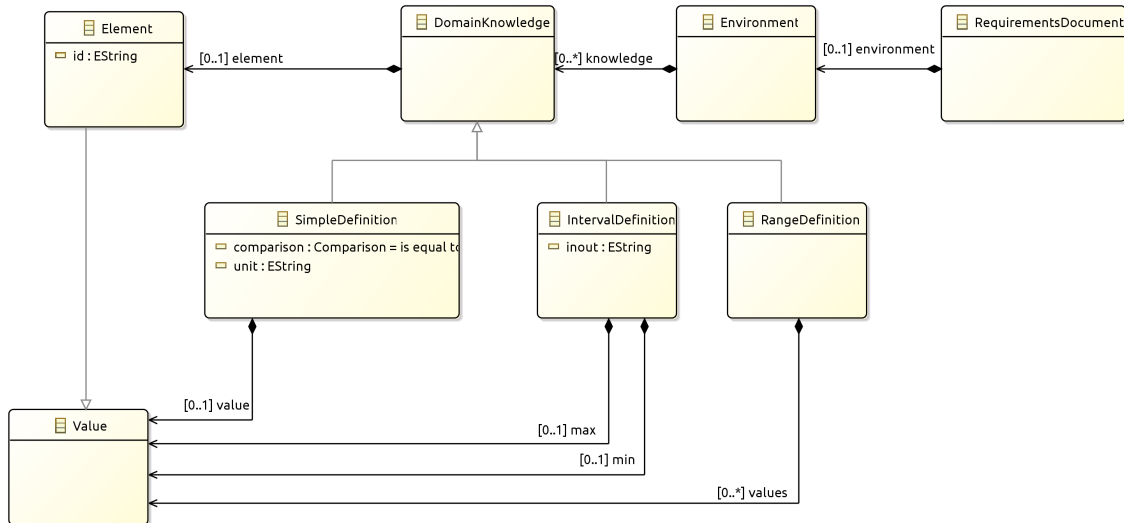 Element
id : EString
DomainKnowledge
Environment
RequirementsDocument
[0..1] element
[0..*] knowledge
[0..1] environment
SimpleDefinition
comparison : Comparison = is equal to
unit : EString
IntervalDefinition
inout : EString
RangeDefinition
Value
[0..1] value
[0..1] max
[0..1] min
[0..*] values